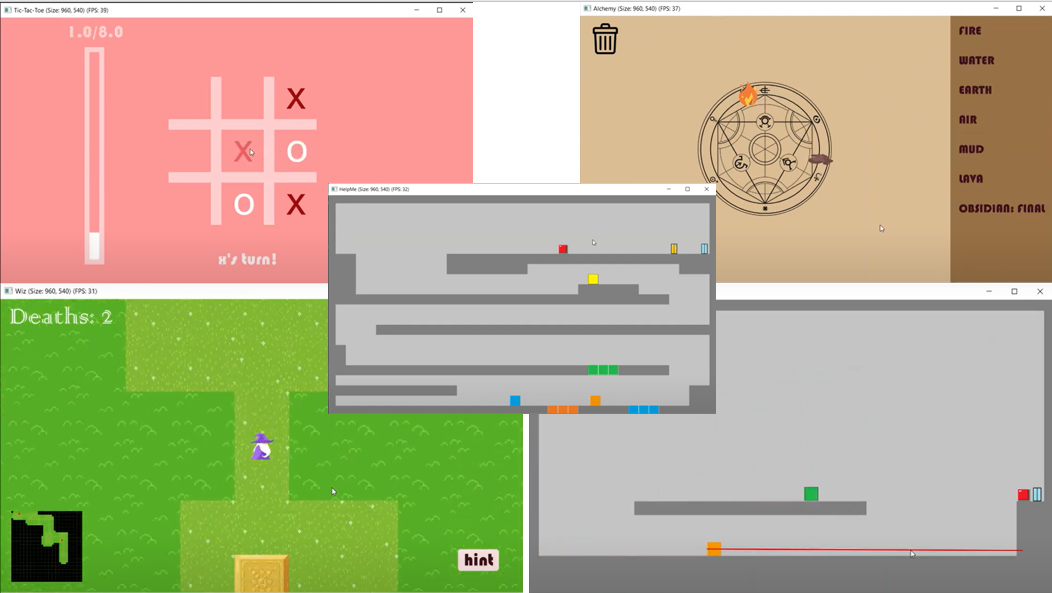 Tic-Tac-Toe (Size: 960, 540) (FPS: 39)
1.0/8.0
X
X
O
O
X
x's turn!
Alchemy (Size: 960, 540) (FPS: 37)
FIRE
WATER
EARTH
AIR
MUD
LAVA
OBSIDIAN: FINAL
HelpMe (Size: 960, 540) (FPS: 32)
Wiz (Size: 960, 540) (FPS: 31)
Deaths: 2
hint